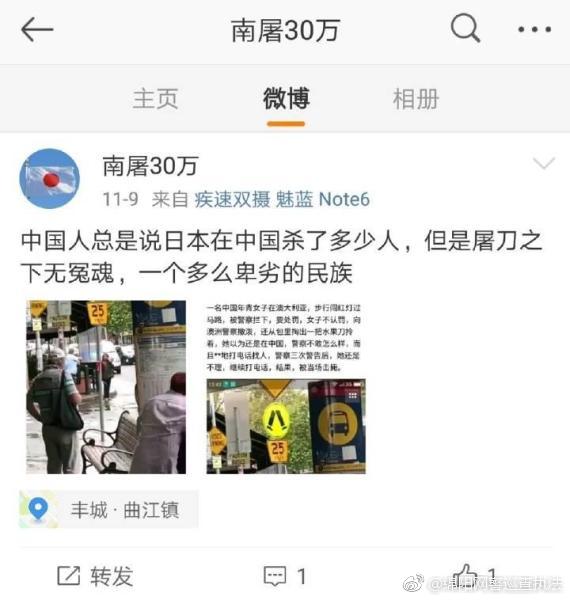 南屠30万
主页 微博 相册
南屠30万
11-9 来自 疾速双摄 魅蓝 Note6
中国人总是说日本在中国杀了多少人，但是屠刀之
下无冤魂，一个多么卑劣的民族
一名中国年青女子在澳大利亚，步行闯红灯过
马路，被警察拦下，要处罚，女子不认罚，向
澳洲警察撒泼，还从包里掏出一把水果刀拎
着，她以为还是在中国，警察不敢怎么样，而
且**地打电话找人，警察三次警告后，她还是
不理，继续打电话，结果，被当场击毙。
25
25
丰城·曲江镇
转发 1 1